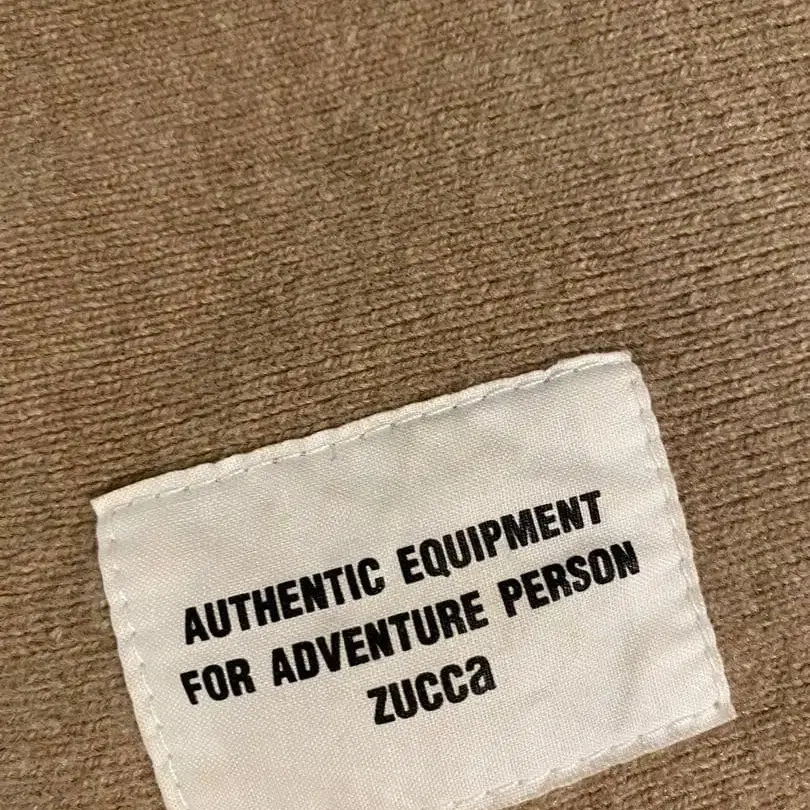 AUTHENTIC EQUIPMENT
FOR ADVENTURE PERSON
zucca